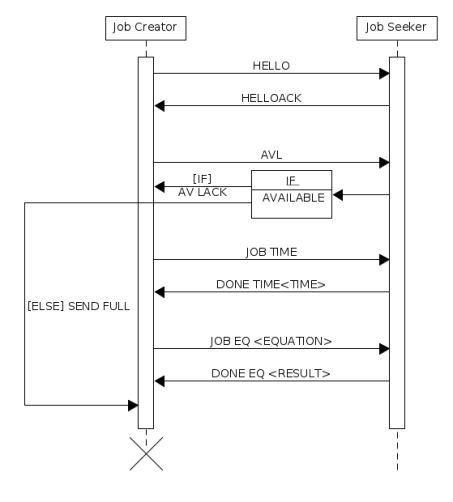 Job Creator
Job Seeker
HELLO
HELLOACK
AVL
[IF]
AV LACK
IF
AVAILABLE
JOB TIME
DONE TIME<TIME>
[ELSE] SEND FULL
JOB EQ <EQUATION>
DONE EQ <RESULT>